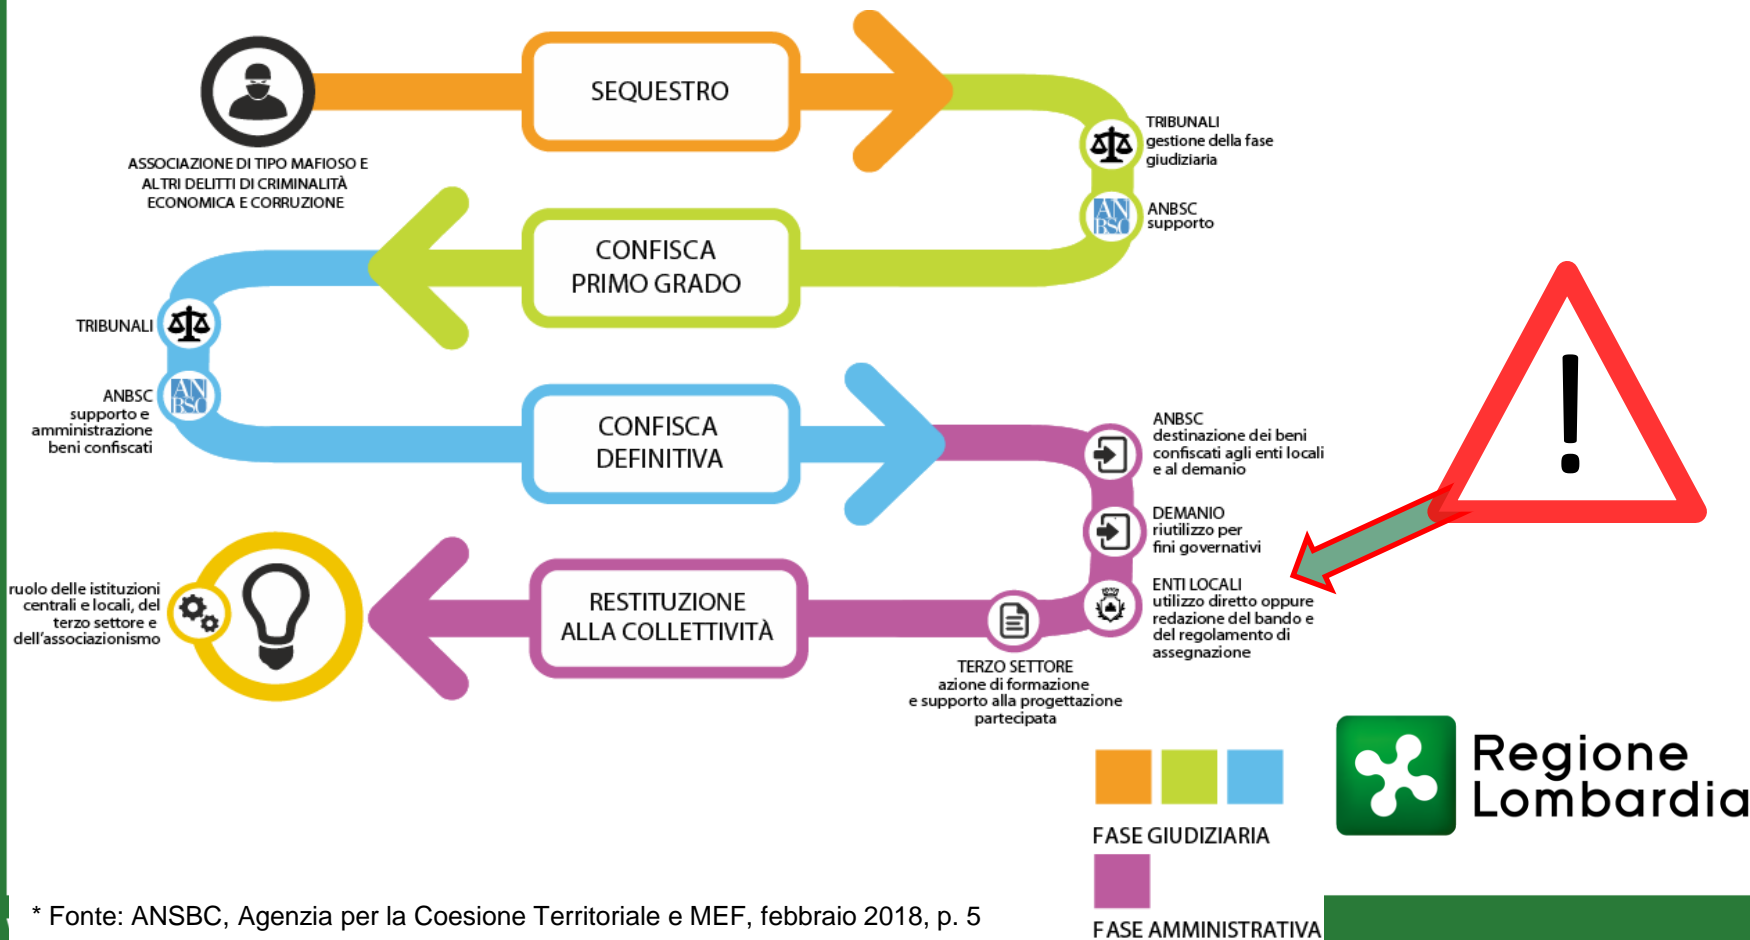 SEQUESTRO
ASSOCIAZIONE DI TIPO MAFIOSO E
ALTRI DELITTI DI CRIMINALITÀ
ECONOMICA E CORRUZIONE
TRIBUNALI
gestione della fase
giudiziaria
AN
BSC
ANBSC
supporto
CONFISCA
PRIMO GRADO
TRIBUNALI
AN
BSC
ANBSC
supporto e
amministrazione
beni confiscati
CONFISCA
DEFINITIVA
ANBSC
destinazione dei beni
confiscati agli enti locali
e al demanio
DEMANIO
riutilizzo per
fini governativi
ENTI LOCALI
utilizzo diretto oppure
redazione del bando e
del regolamento di
assegnazione
!
TERZO SETTORE
azione di formazione
e supporto alla progettazione
partecipata
RESTITUZIONE
ALLA COLLETTIVITÀ
ruolo delle istituzioni
centrali e locali, del
terzo settore e
dell'associazionismo
FASE GIUDIZIARIA
FASE AMMINISTRATIVA
Regione
Lombardia
* Fonte: ANSBC, Agenzia per la Coesione Territoriale e MEF, febbraio 2018, p. 5